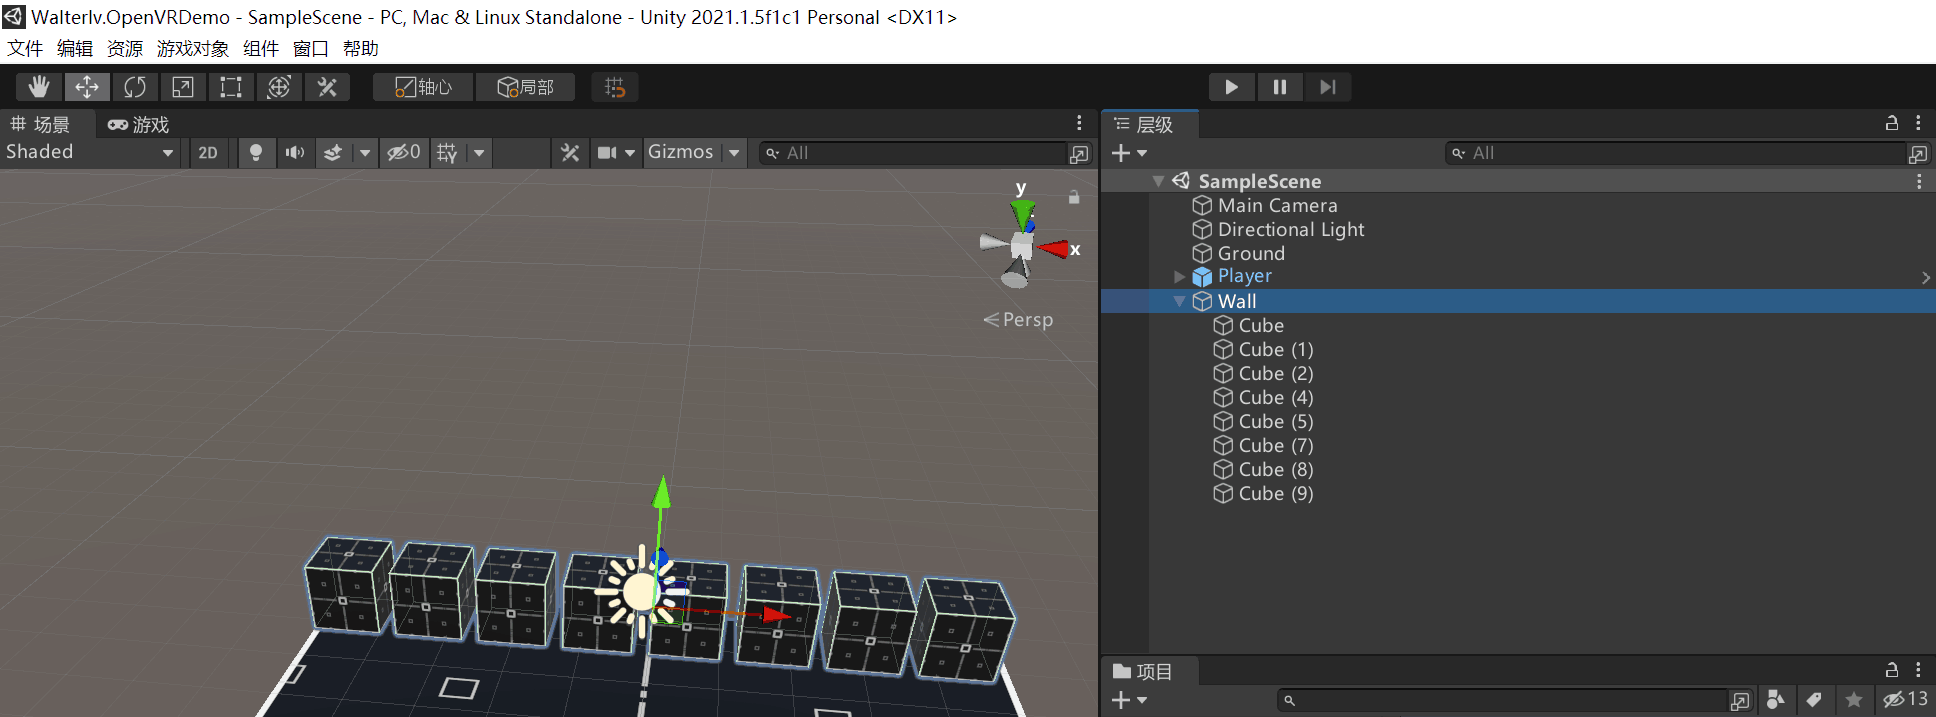 Walterlv.OpenVRDemo - SampleScene - PC, Mac & Linux Standalone - Unity 2021.1.5f1c1 Personal <DX11>
文件 编辑 资源 游戏对象 组件 窗口 帮助
轴心 局部
场景 游戏
Shaded 2D 0 Gizmos All
y
x
Persp
层级
All
SampleScene
Main Camera
Directional Light
Ground
Player
Wall
Cube
Cube (1)
Cube (2)
Cube (4)
Cube (5)
Cube (7)
Cube (8)
Cube (9)
项目
13